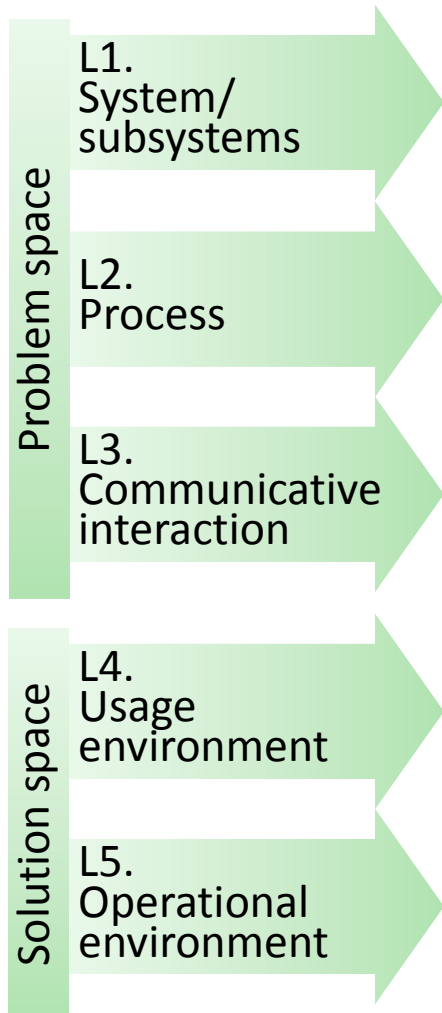 Problem space
L1.
System/
subsystems
L2.
Process
L3.
Communicative
interaction
Solution space
L4.
Usage
environment
L5.
Operational
environment